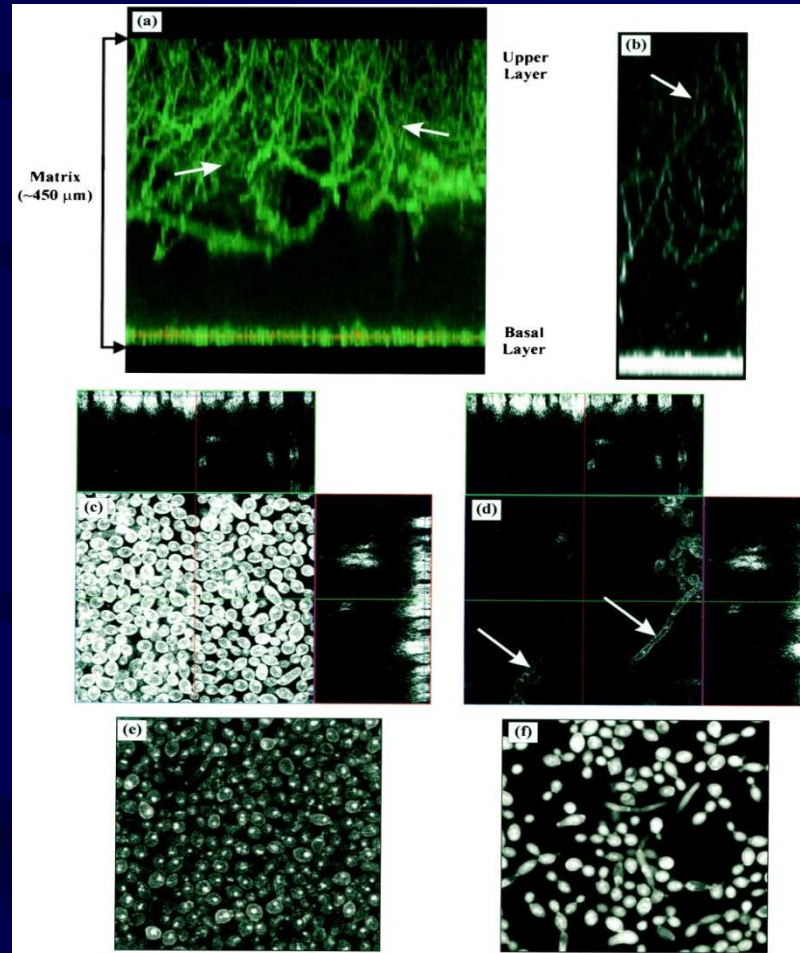 (a)
Upper
Layer
(b)
Matrix
(~450 μm)
Basal
Layer
(c)
(d)
(e)
(f)